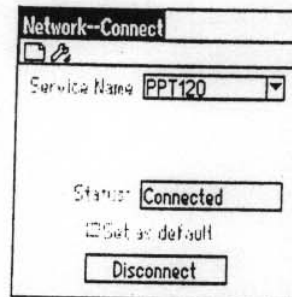 Network--Connect
Service Name PPT120
Status: Connected
Set as default
Disconnect